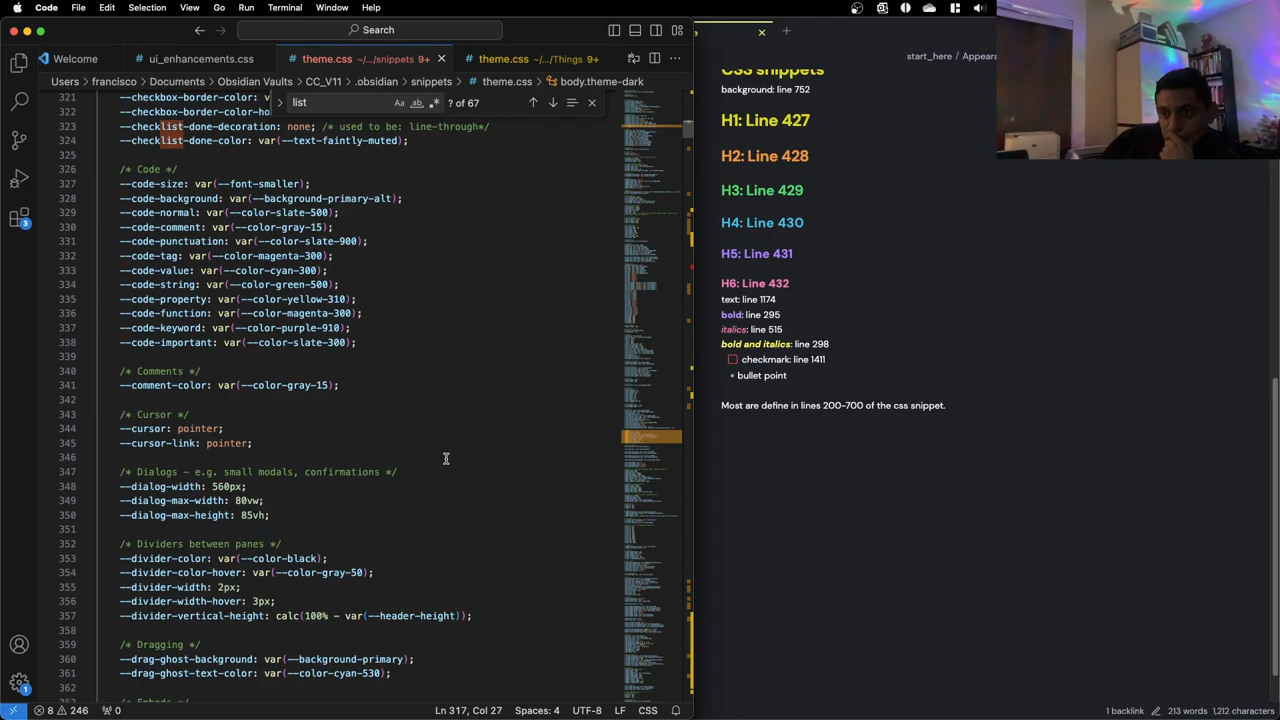 Code File Edit Selection View Go Run Terminal Window Help
Search
Welcome
ui_enhancements.css
theme.css ~/.../snippets 9+
theme.css ~/.../Things 9+
Users › francisco › Documents › Obsidian Vaults › CC_V11 › .obsidian › snippets › theme.css › body.theme-dark
list
Aa ab .* ? of 67
321 --checkbox-border-color: v
322 --checkbox-color-hover: va
323 --checklist-done-decoration: none; /* used to be: line-through*/
324 --checklist-done-color: var(--text-faintly-muted);
325
326 /* Code */
327 --code-size: var(--font-smaller);
328 --code-background: var(--background-primary-alt);
329 --code-normal: var(--color-slate-500);
330 --code-comment: var(--color-gray-15);
331 --code-punctuation: var(--color-slate-900);
332 --code-tag: var(--color-magenta-300);
333 --code-value: var(--color-cyan-300);
334 --code-string: var(--color-green-500);
335 --code-property: var(--color-yellow-310);
336 --code-function: var(--color-magenta-300);
337 --code-keyword: var(--color-purple-910);
338 --code-important: var(--color-slate-300);
339
340 /* Comments */
341 --comment-color: var(--color-gray-15);
342
343 /* Cursor */
344 --cursor: pointer;
345 --cursor-link: pointer;
346
347 /* Dialogs - e.g. small modals, confirmations */
348 --dialog-width: 560px;
349 --dialog-max-width: 80vw;
350 --dialog-max-height: 85vh;
351
352 /* Dividers between panes */
353 --divider-color: var(--color-black);
354 --divider-color-hover: var(--color-gray-50);
355 --divider-width: 1px;
356 --divider-width-hover: 3px;
357 --divider-vertical-height: calc(100% - var(--header-height));
358
359 /* Dragging */
360 --drag-ghost-background: var(--background-primary);
361 --drag-ghost-color: var(--color-cyan-530);
362
363 /* Embeds */
3
1
8 246 0
Ln 317, Col 27 Spaces: 4 UTF-8 LF CSS
start_here / Appeara
CSS snippets
background: line 752
H1: Line 427
H2: Line 428
H3: Line 429
H4: Line 430
H5: Line 431
H6: Line 432
text: line 1174
bold: line 295
italics: line 515
bold and italics: line 298
checkmark: line 1411
bullet point
Most are define in lines 200-700 of the css snippet.
1 backlink 213 words 1,212 characters